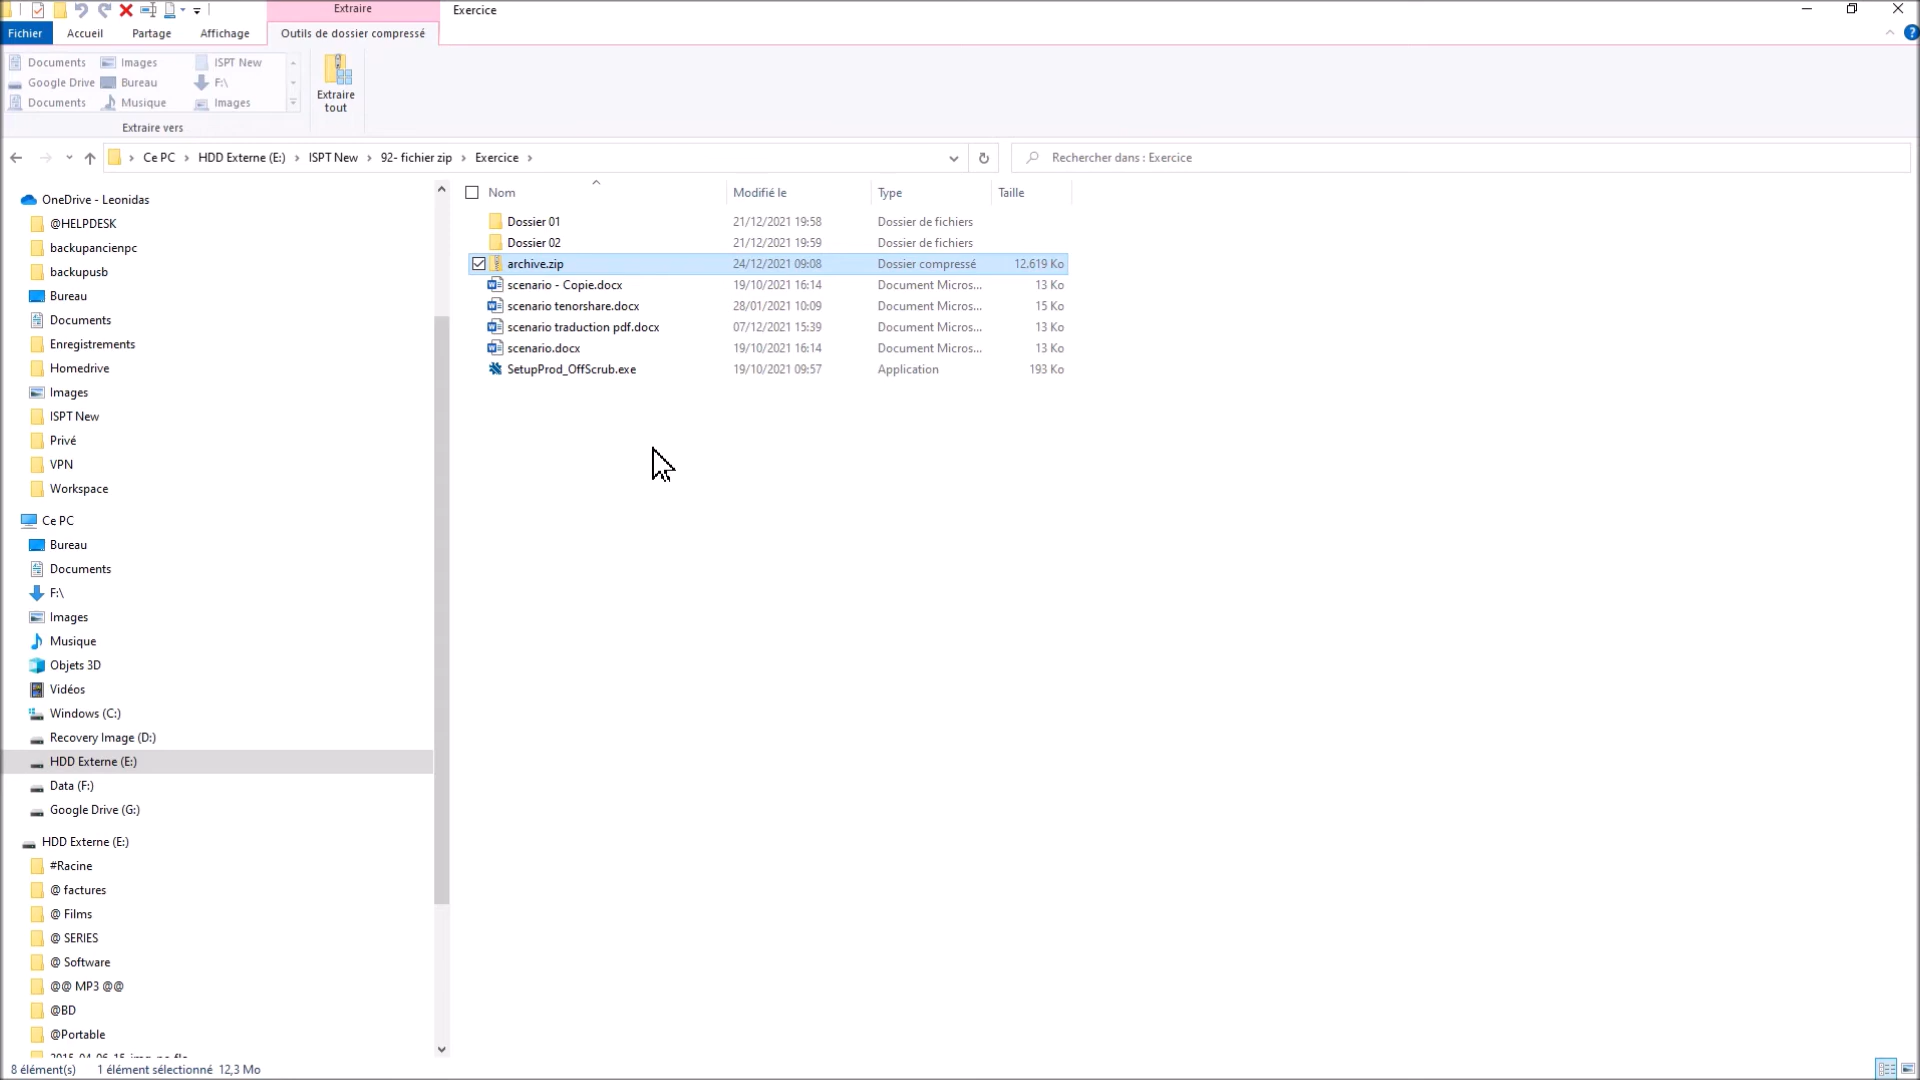 Extraire
Exercice
Fichier Accueil Partage Affichage Outils de dossier compressé
Documents Images ISPT New
Google Drive Bureau F:\
Documents Musique Images
Extraire tout
Extraire vers
Ce PC > HDD Externe (E:) > ISPT New > 92- fichier zip > Exercice >
Rechercher dans : Exercice
OneDrive - Leonidas
@HELPDESK
backupancienpc
backupusb
Bureau
Documents
Enregistrements
Homedrive
Images
ISPT New
Privé
VPN
Workspace
Ce PC
Bureau
Documents
F:\
Images
Musique
Objets 3D
Vidéos
Windows (C:)
Recovery Image (D:)
HDD Externe (E:)
Data (F:)
Google Drive (G:)
HDD Externe (E:)
#Racine
@ factures
@ Films
@ SERIES
@ Software
@@ MP3 @@
@BD
@Portable
Nom Modifié le Type Taille
Dossier 01 21/12/2021 19:58 Dossier de fichiers
Dossier 02 21/12/2021 19:59 Dossier de fichiers
archive.zip 24/12/2021 09:08 Dossier compressé 12.619 Ko
scenario - Copie.docx 19/10/2021 16:14 Document Micros... 13 Ko
scenario tenorshare.docx 28/01/2021 10:09 Document Micros... 15 Ko
scenario traduction pdf.docx 07/12/2021 15:39 Document Micros... 13 Ko
scenario.docx 19/10/2021 16:14 Document Micros... 13 Ko
SetupProd_OffScrub.exe 19/10/2021 09:57 Application 193 Ko
8 élément(s) 1 élément sélectionné 12,3 Mo